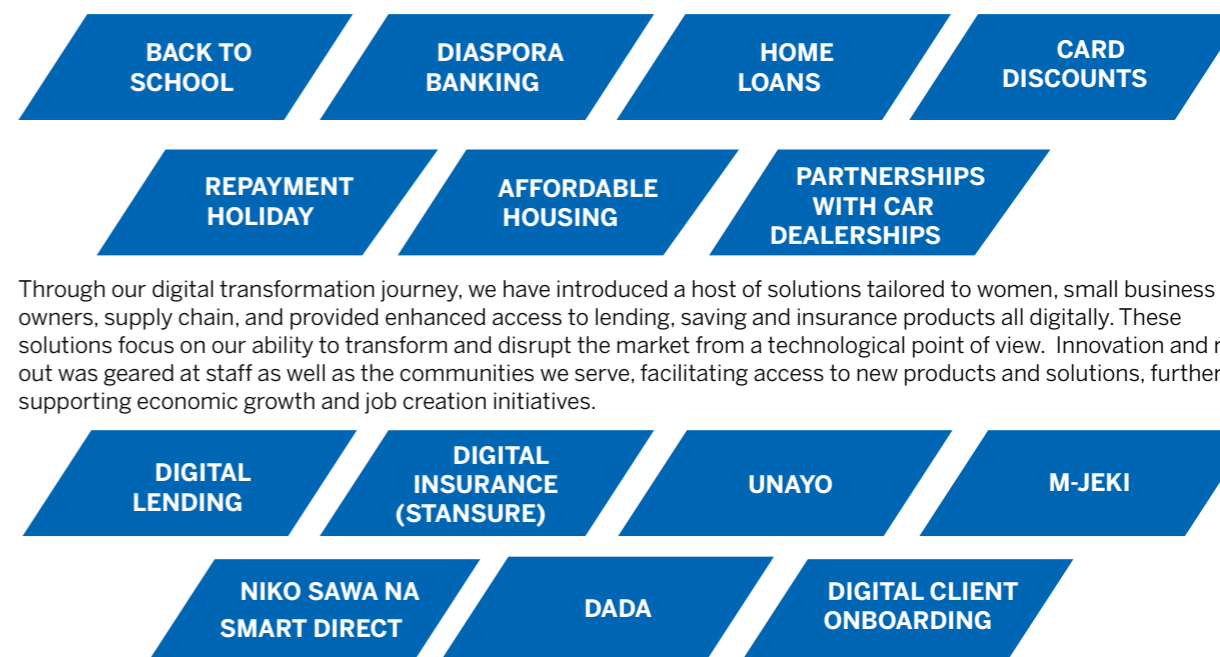 BACK TO
SCHOOL
DIASPORA
BANKING
HOME
LOANS
CARD
DISCOUNTS
REPAYMENT
HOLIDAY
AFFORDABLE
HOUSING
PARTNERSHIPS
WITH CAR
DEALERSHIPS
Through our digital transformation journey, we have introduced a host of solutions tailored to women, small business
owners, supply chain, and provided enhanced access to lending, saving and insurance products all digitally. These
solutions focus on our ability to transform and disrupt the market from a technological point of view.  Innovation and
out was geared at staff as well as the communities we serve, facilitating access to new products and solutions, further
supporting economic growth and job creation initiatives.
DIGITAL
LENDING
DIGITAL
INSURANCE
(STANSURE)
UNAYO
M-JEKI
NIKO SAWA NA
SMART DIRECT
DADA
DIGITAL CLIENT
ONBOARDING